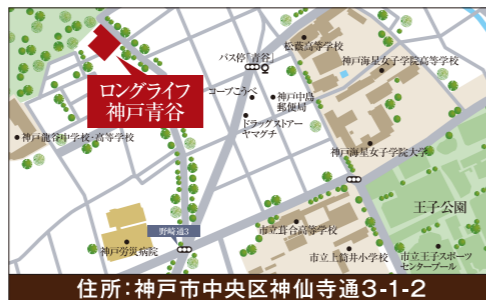 松蔭高等学校
バス停「青谷」
神戸海星女子学院高等学校
ロングライフ
神戸青谷
コープこうべ
神戸中島
郵便局
ドラッグストアー
ヤマグチ
神戸龍谷中学校・高等学校
神戸海星女子学院大学
王子公園
野崎通3
市立葺合高等学校
神戸労災病院
市立上筒井小学校
市立王子スポーツ
センタープール
住所:神戸市中央区神仙寺通3-1-2